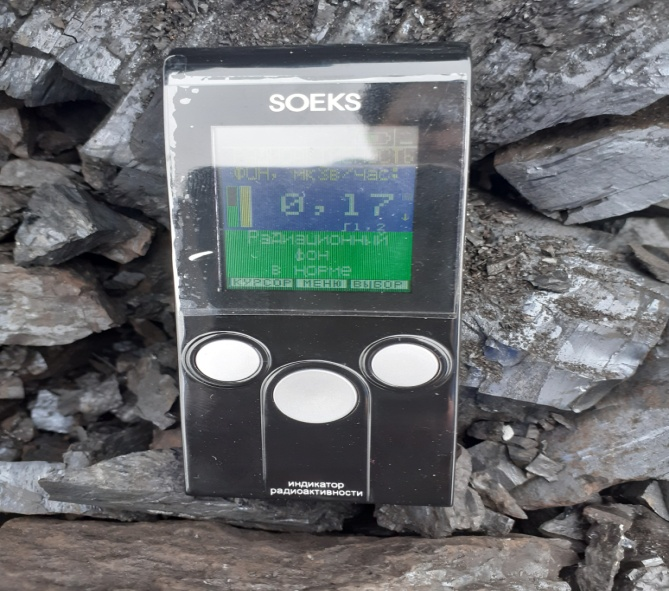 SOEKS
ФОН, мкЗв/час:
0,17
Радиационный
фон
в норме
КУРСОР МЕНЮ ВЫБОР
индикатор
радиоактивности